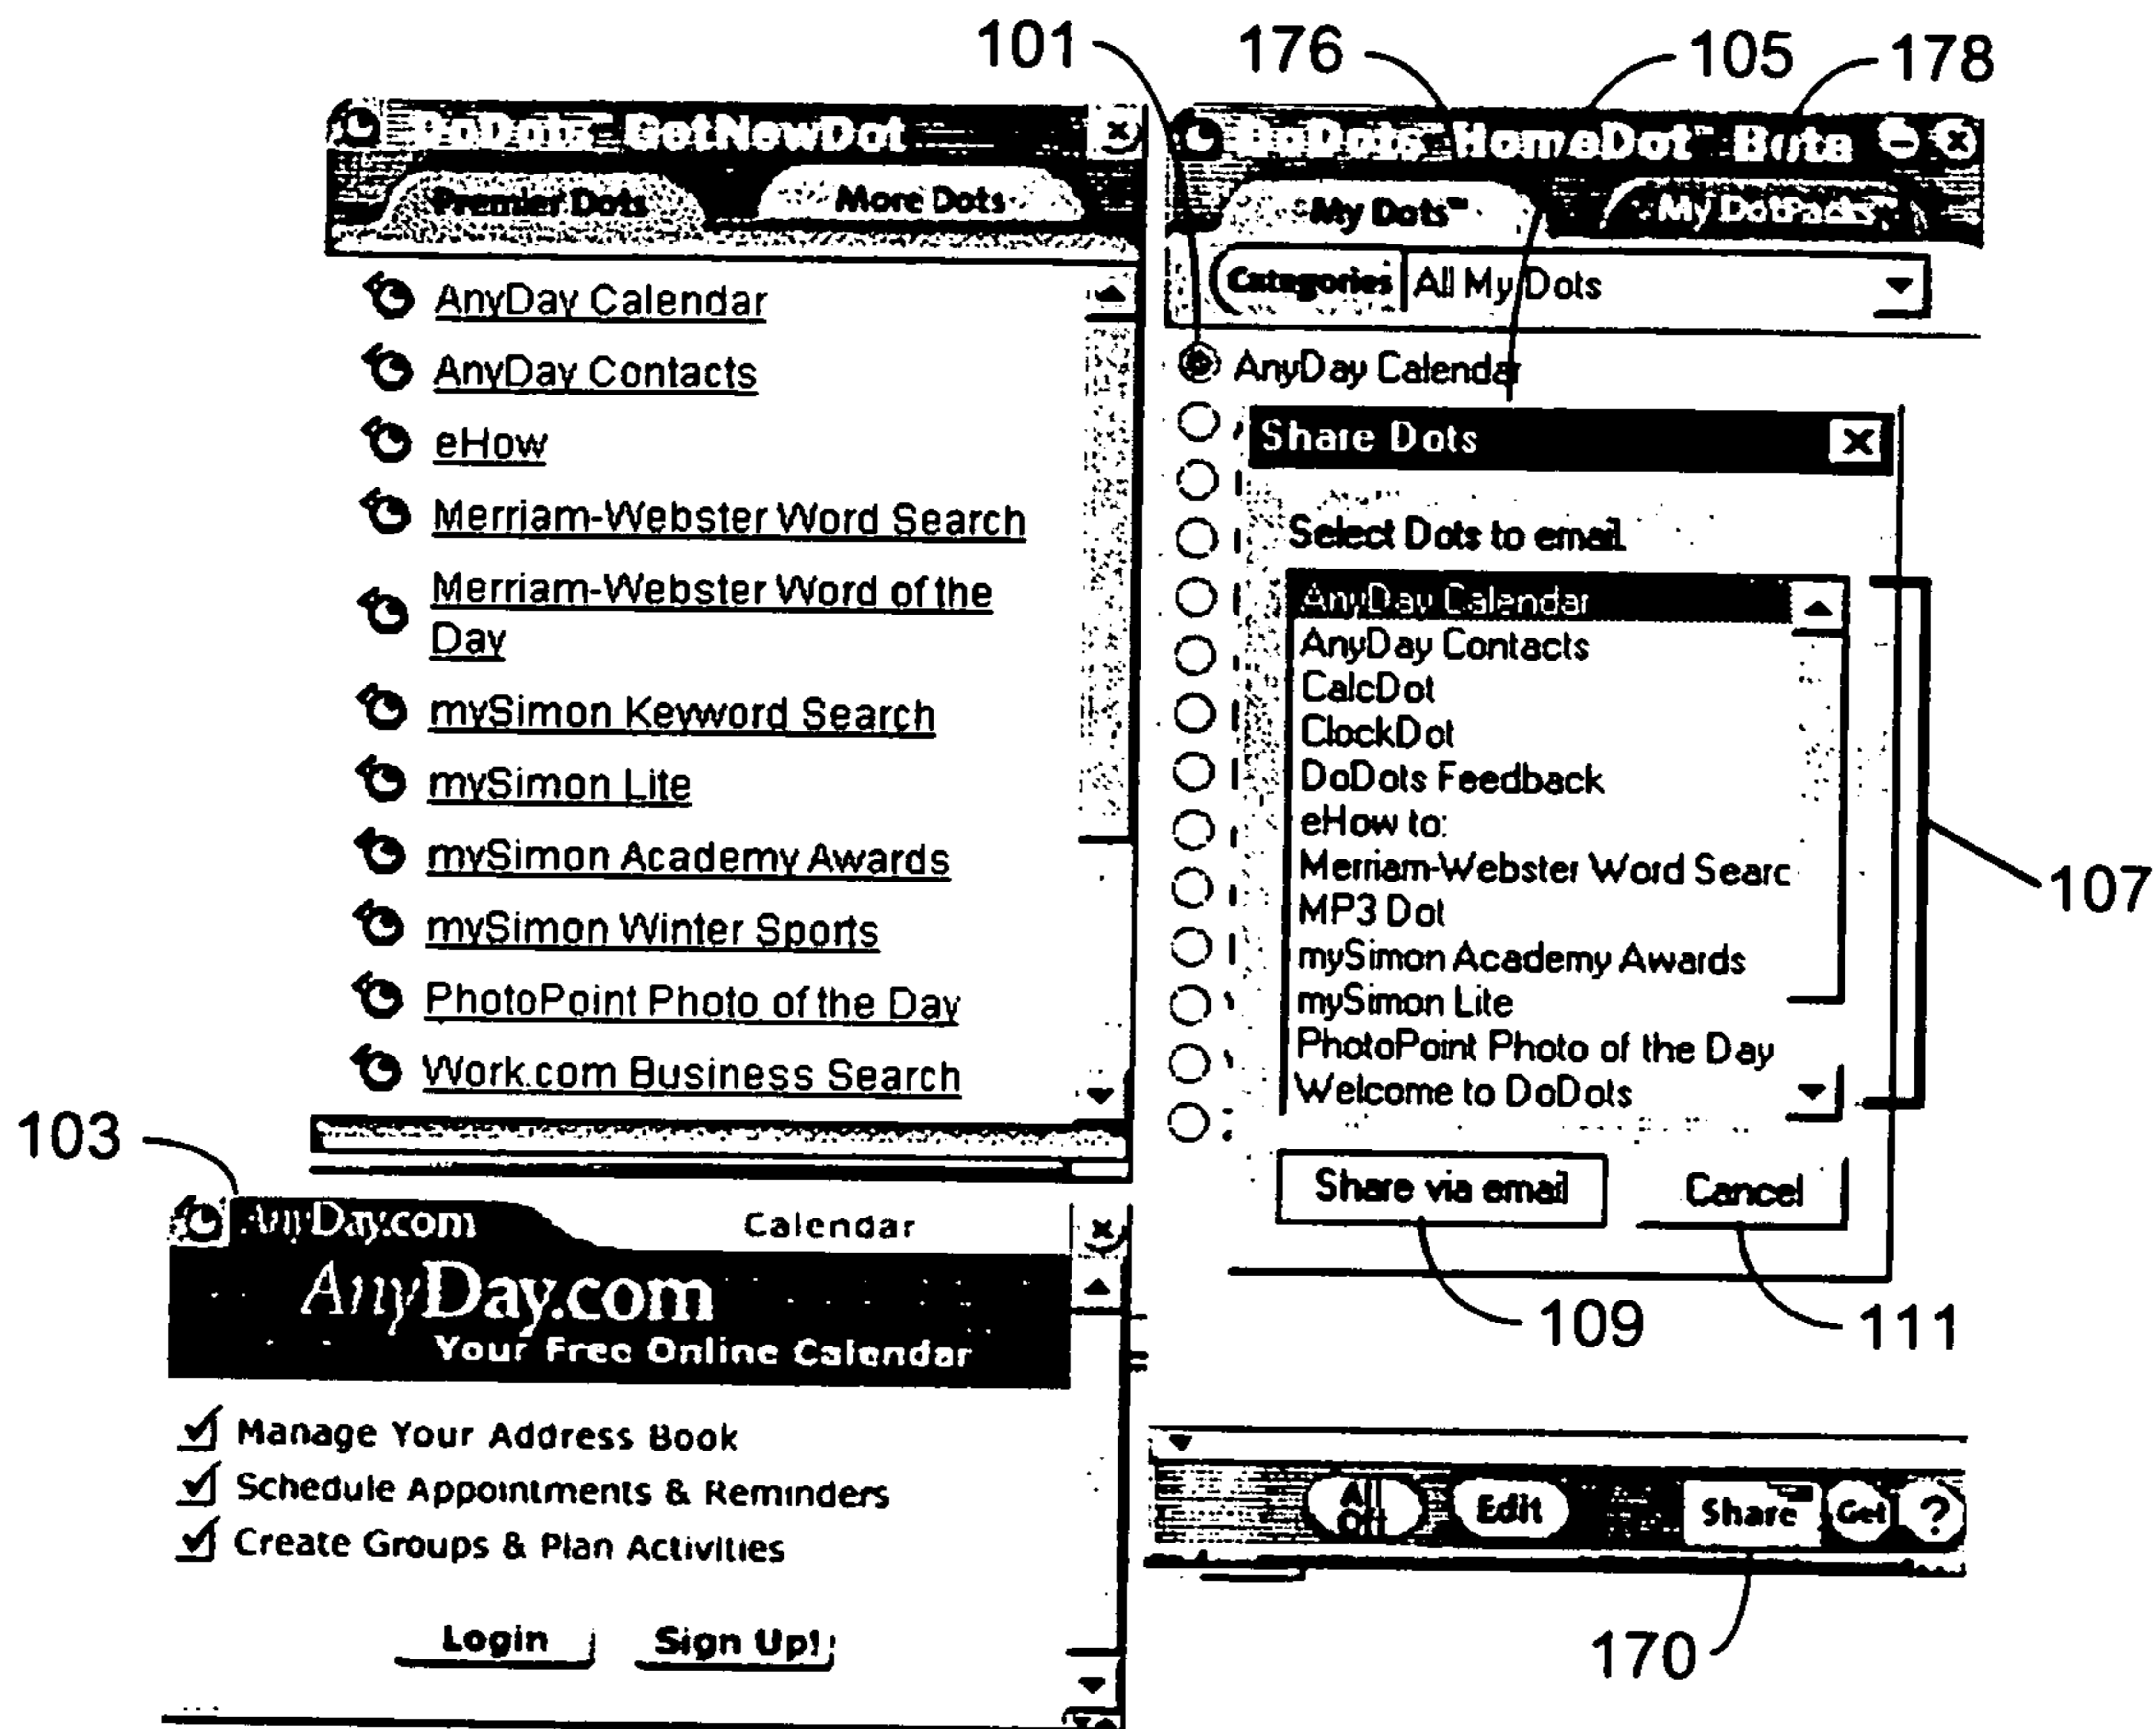 101
176
105
178
DoDots™ GetNewDot
Premier Dots
More Dots
AnyDay Calendar
AnyDay Contacts
eHow
Merriam-Webster Word Search
Merriam-Webster Word of the
Day
mySimon Keyword Search
mySimon Lite
mySimon Academy Awards
mySimon Winter Sports
PhotoPoint Photo of the Day
Work.com Business Search
DoDots™ HomeDot™ Beta
My Dots™
My DotPacks™
Categories
All My Dots
AnyDay Calendar
Share Dots
Select Dots to email.
AnyDay Calendar
AnyDay Contacts
CalcDot
ClockDot
DoDots Feedback
eHow to:
Merriam-Webster Word Searc
MP3 Dot
mySimon Academy Awards
mySimon Lite
PhotoPoint Photo of the Day
Welcome to DoDots
107
Share via email
Cancel
109
111
103
AnyDay.com
Calendar
AnyDay.com
Your Free Online Calendar
Manage Your Address Book
Schedule Appointments & Reminders
Create Groups & Plan Activities
Login
Sign Up!
All
Off
Edit
Share
Get
?
170